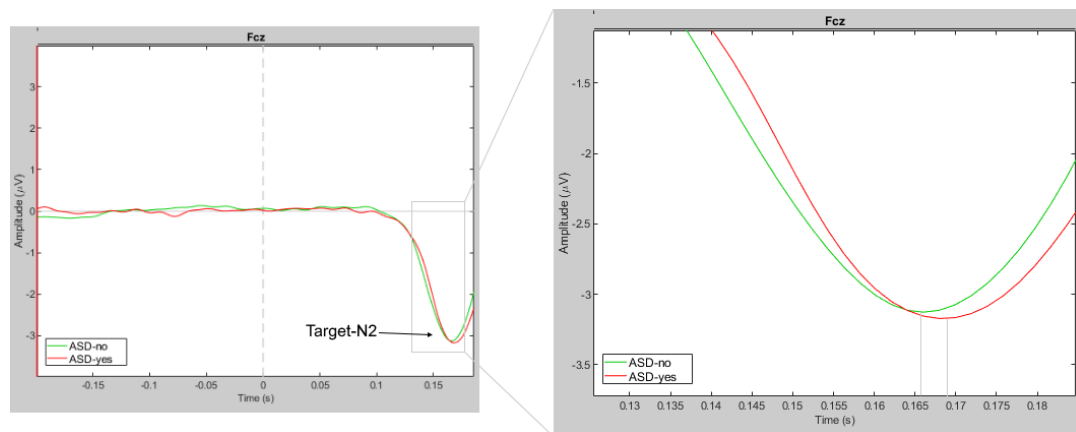 Fcz
3
2
1
0
-1
-2
-3
Amplitude (μV)
Target-N2
ASD-no
ASD-yes
-0.15
-0.1
-0.05
0
0.05
0.1
0.15
Time (s)
Fcz
-1.5
-2
-2.5
-3
-3.5
Amplitude (μV)
ASD-no
ASD-yes
0.13
0.135
0.14
0.145
0.15
0.155
0.16
0.165
0.17
0.175
0.18
Time (s)